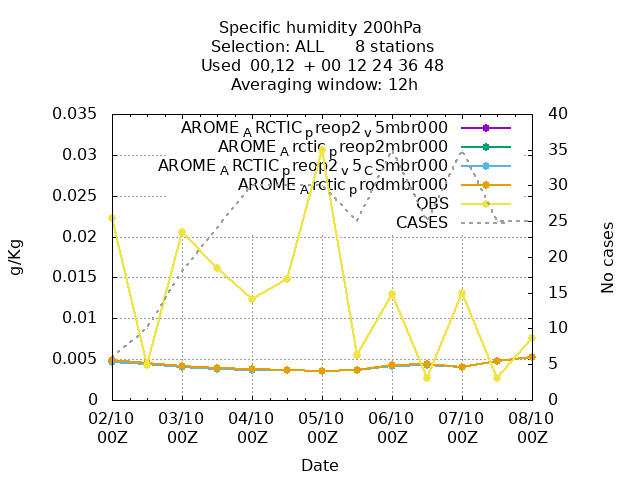 Specific humidity 200hPa
Selection: ALL 8 stations
Used 00,12 + 00 12 24 36 48
Averaging window: 12h
g/Kg
0.035
0.03
0.025
0.02
0.015
0.01
0.005
0
AROME_ARCTIC_preop2_v5mbr000
AROME_Arctic_preop2mbr000
AROME_ARCTIC_preop2_v5_CSmbr000
AROME_Arctic_prodmbr000
OBS
CASES
40
35
30
25
20
15
10
5
0
No cases
02/10 03/10 04/10 05/10 06/10 07/10 08/10
00Z 00Z 00Z 00Z 00Z 00Z 00Z
Date